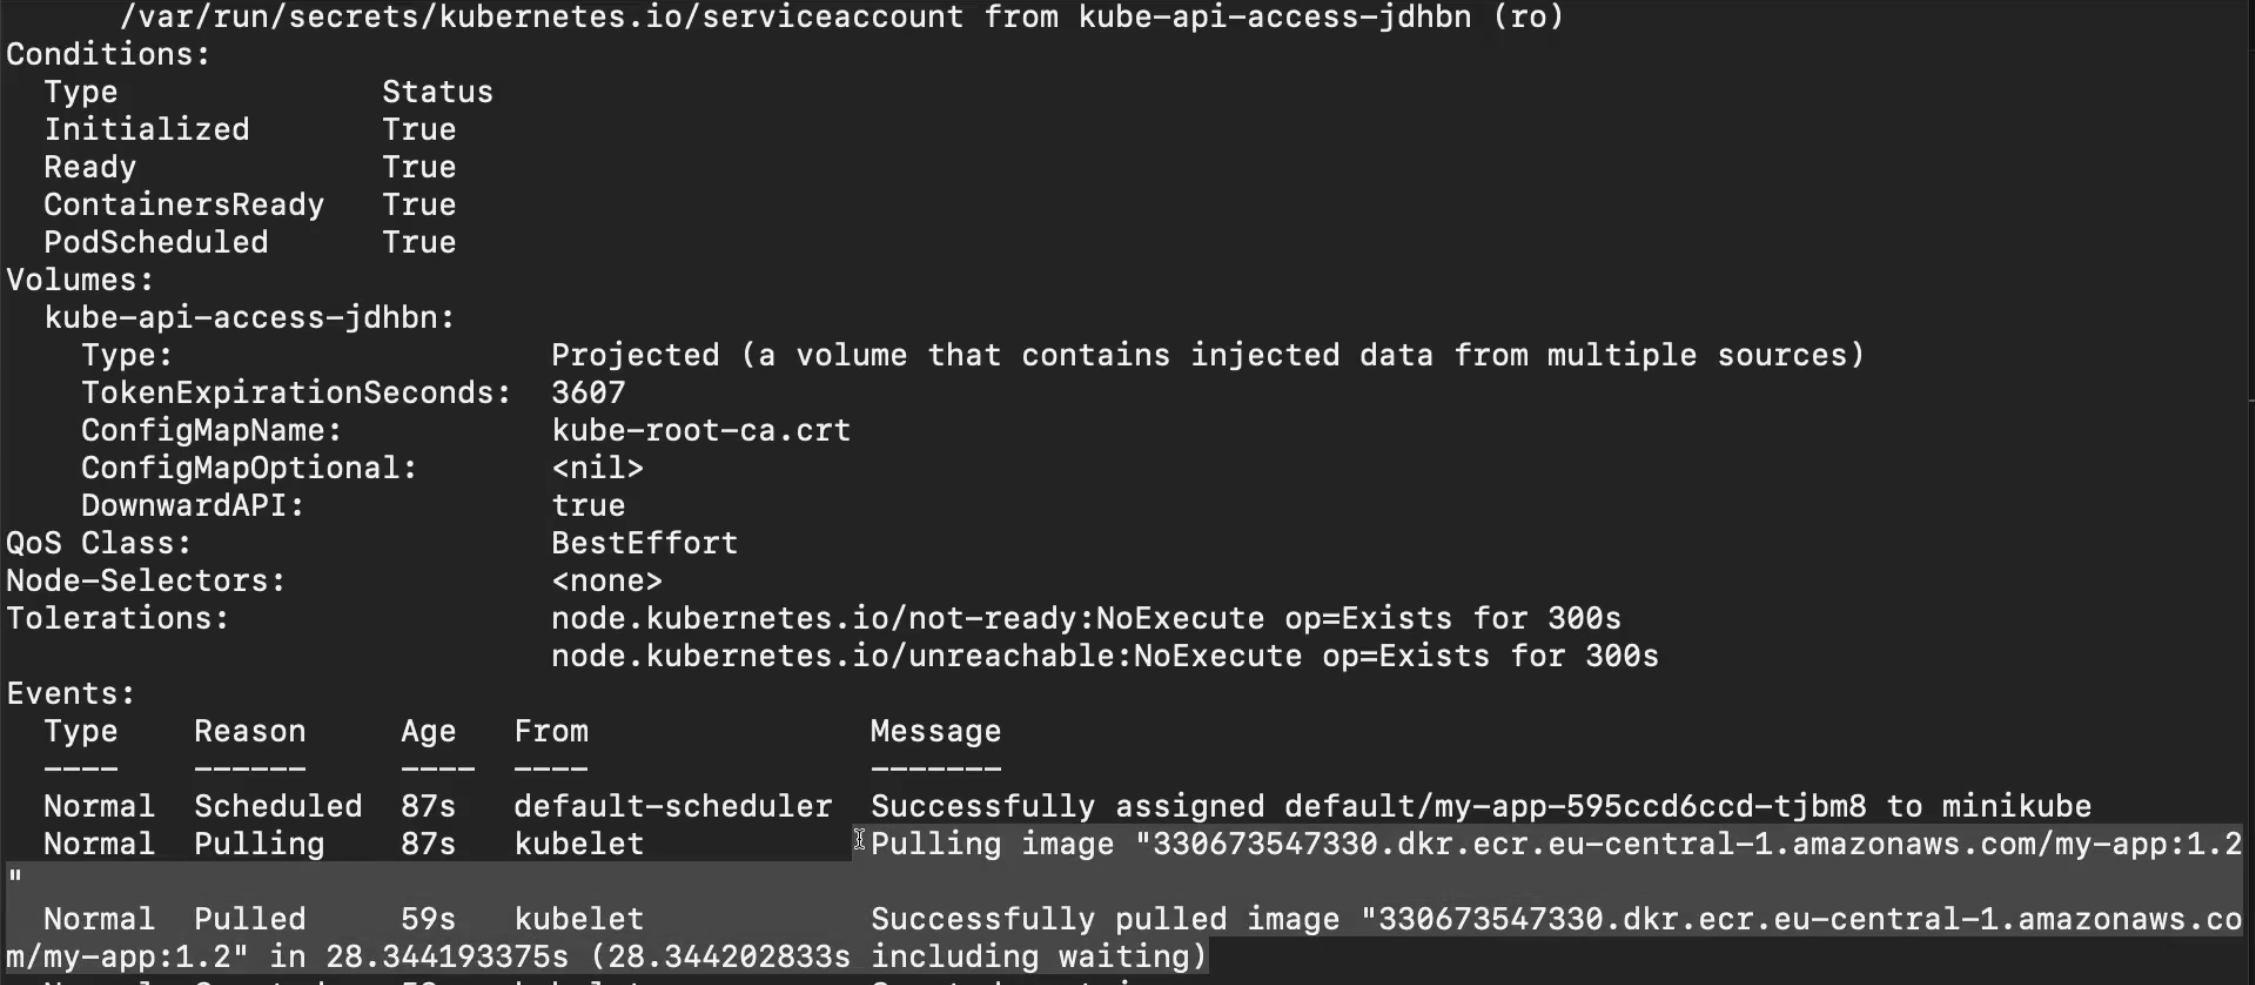 /var/run/secrets/kubernetes.io/serviceaccount from kube-api-access-jdhbn (ro)
Conditions:
Type Status
Initialized True
Ready True
ContainersReady True
PodScheduled True
Volumes:
kube-api-access-jdhbn:
Type: Projected (a volume that contains injected data from multiple sources)
TokenExpirationSeconds: 3607
ConfigMapName: kube-root-ca.crt
ConfigMapOptional: <nil>
DownwardAPI: true
QoS Class: BestEffort
Node-Selectors: <none>
Tolerations: node.kubernetes.io/not-ready:NoExecute op=Exists for 300s
node.kubernetes.io/unreachable:NoExecute op=Exists for 300s
Events:
Type Reason Age From Message
---- ------ ---- ---- -------
Normal Scheduled 87s default-scheduler Successfully assigned default/my-app-595ccd6ccd-tjbm8 to minikube
Normal Pulling 87s kubelet Pulling image "330673547330.dkr.ecr.eu-central-1.amazonaws.com/my-app:1.2
"
Normal Pulled 59s kubelet Successfully pulled image "330673547330.dkr.ecr.eu-central-1.amazonaws.co
m/my-app:1.2" in 28.344193375s (28.344202833s including waiting)